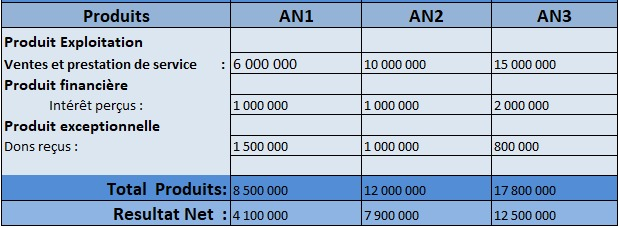 Produits AN1 AN2 AN3
Produit Exploitation
Ventes et prestation de service : 6 000 000 10 000 000 15 000 000
Produit financière
Intérêt perçus : 1 000 000 1 000 000 2 000 000
Produit exceptionnelle
Dons reçus : 1 500 000 1 000 000 800 000
Total Produits: 8 500 000 12 000 000 17 800 000
Resultat Net : 4 100 000 7 900 000 12 500 000